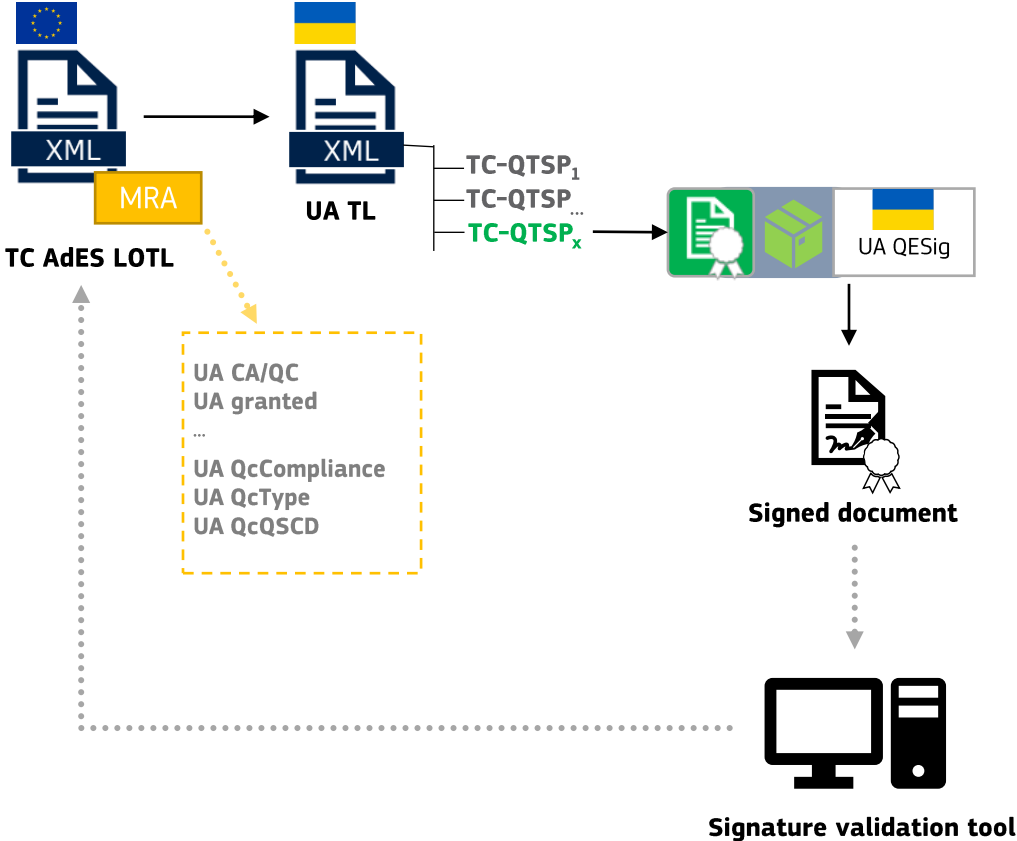 XML
MRA
TC AdES LOTL
XML
UA TL
TC-QTSP1
TC-QTSP...
TC-QTSPx
UA QESig
UA CA/QC
UA granted
...
UA QcCompliance
UA QcType
UA QcQSCD
Signed document
Signature validation tool